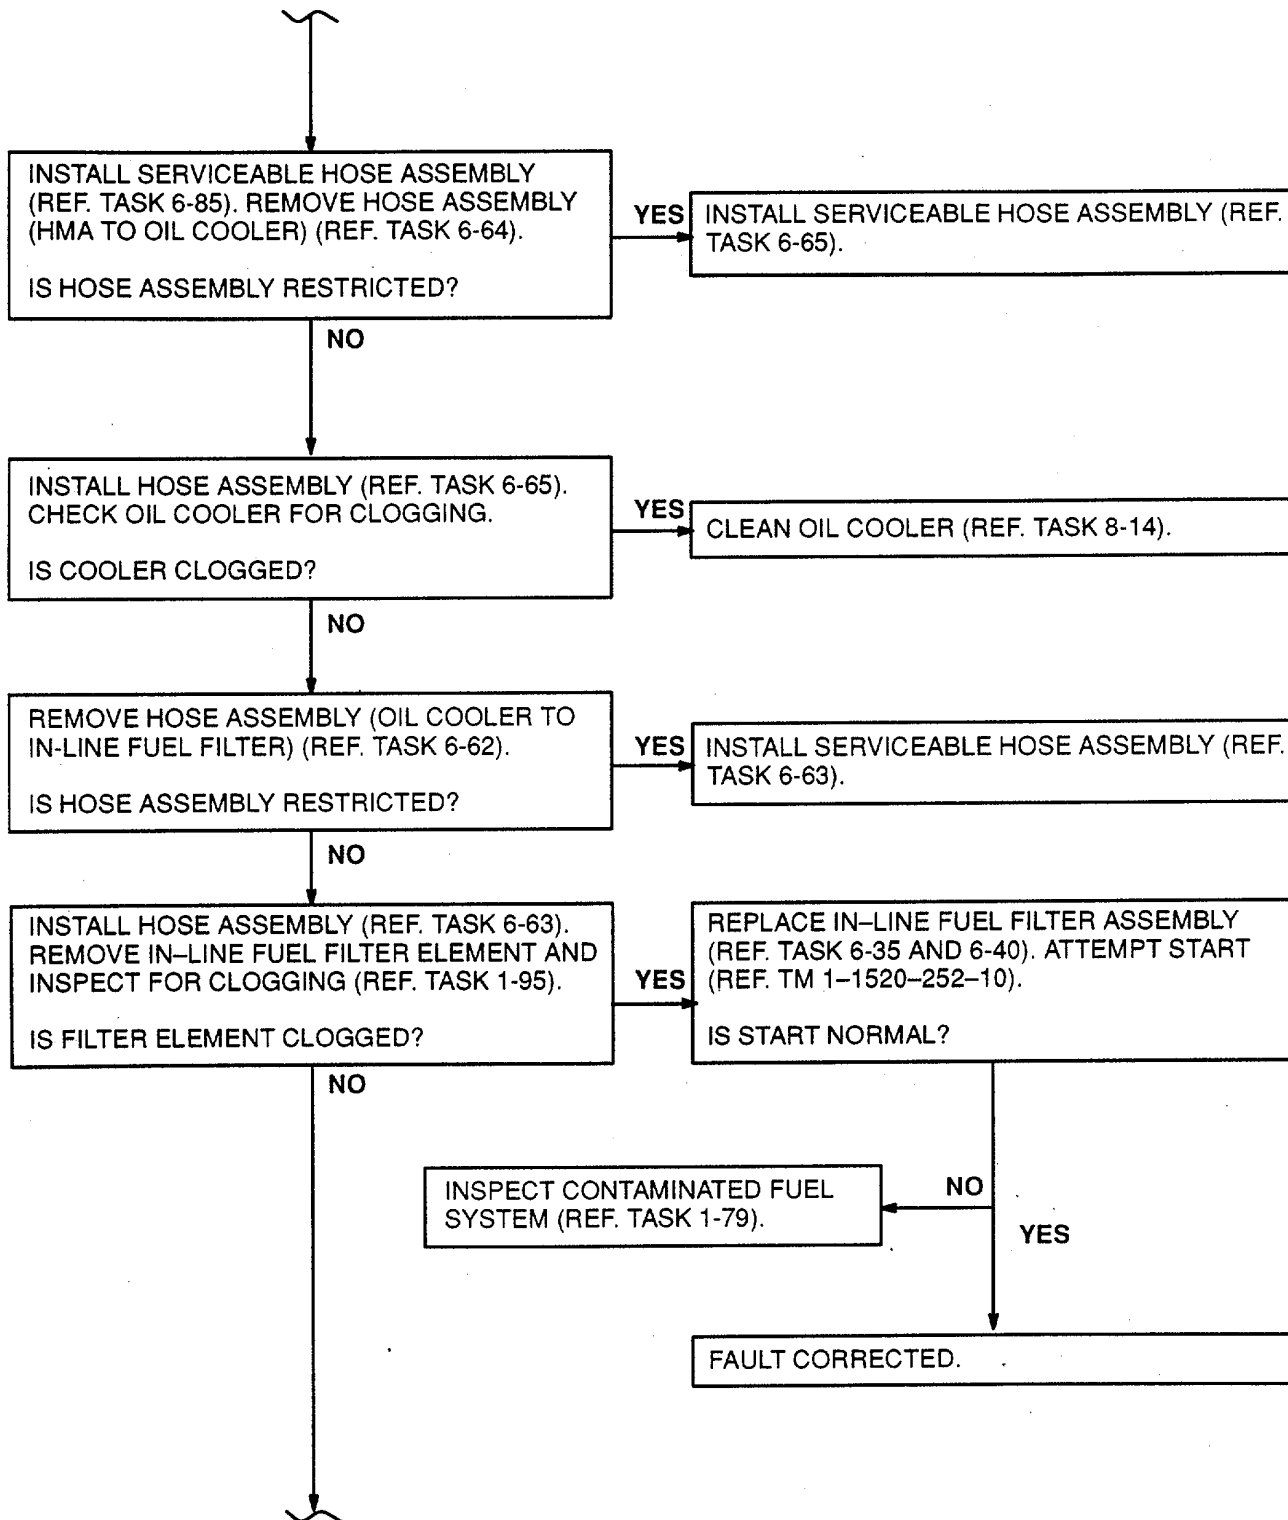 INSTALL SERVICEABLE HOSE ASSEMBLY
(REF. TASK 6-85). REMOVE HOSE ASSEMBLY
(HMA TO OIL COOLER) (REF. TASK 6-64).
IS HOSE ASSEMBLY RESTRICTED?
YES
INSTALL SERVICEABLE HOSE ASSEMBLY (REF.
TASK 6-65).
NO
INSTALL HOSE ASSEMBLY (REF. TASK 6-65).
CHECK OIL COOLER FOR CLOGGING.
IS COOLER CLOGGED?
YES
CLEAN OIL COOLER (REF. TASK 8-14).
NO
REMOVE HOSE ASSEMBLY (OIL COOLER TO
IN-LINE FUEL FILTER) (REF. TASK 6-62).
IS HOSE ASSEMBLY RESTRICTED?
YES
INSTALL SERVICEABLE HOSE ASSEMBLY (REF.
TASK 6-63).
NO
INSTALL HOSE ASSEMBLY (REF. TASK 6-63).
REMOVE IN–LINE FUEL FILTER ELEMENT AND
INSPECT FOR CLOGGING (REF. TASK 1-95).
IS FILTER ELEMENT CLOGGED?
YES
REPLACE IN–LINE FUEL FILTER ASSEMBLY
(REF. TASK 6-35 AND 6-40). ATTEMPT START
(REF. TM 1–1520–252–10).
IS START NORMAL?
NO
INSPECT CONTAMINATED FUEL
SYSTEM (REF. TASK 1-79).
NO
YES
FAULT CORRECTED.